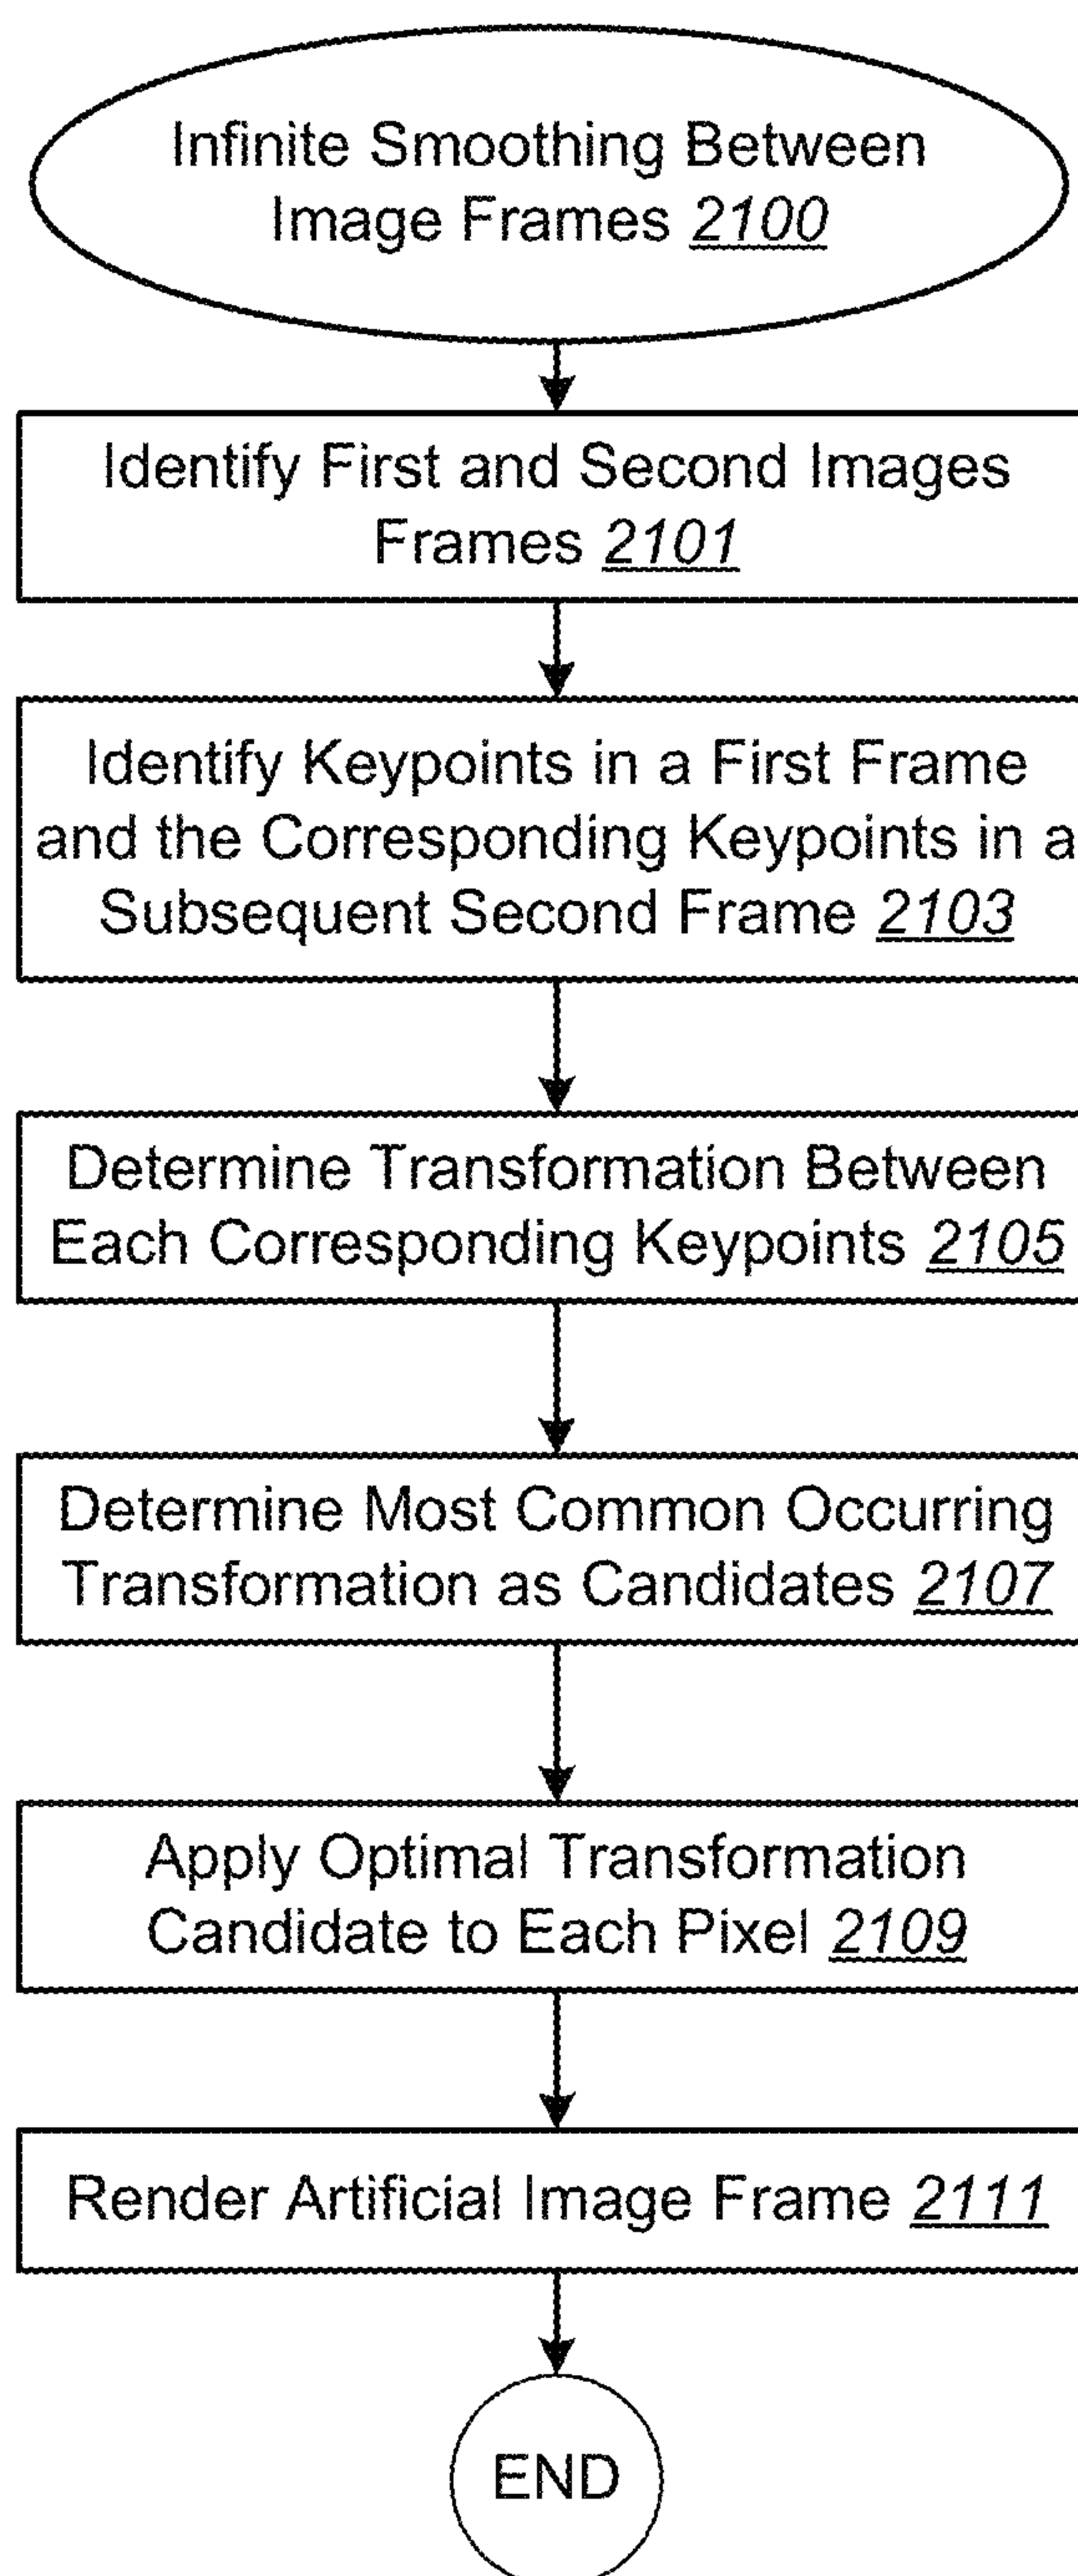 Infinite Smoothing Between
Image Frames 2100
Identify First and Second Images
Frames 2101
Identify Keypoints in a First Frame
and the Corresponding Keypoints in a
Subsequent Second Frame 2103
Determine Transformation Between
Each Corresponding Keypoints 2105
Determine Most Common Occurring
Transformation as Candidates 2107
Apply Optimal Transformation
Candidate to Each Pixel 2109
Render Artificial Image Frame 2111
END